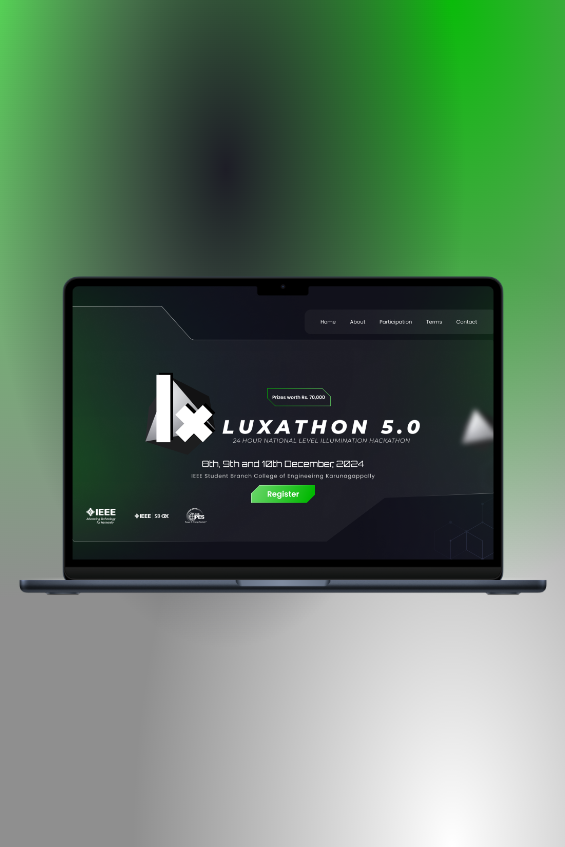 Home About Participation Terms Contact
Prizes worth Rs. 70,000
lx
LUXATHON 5.0
24 HOUR NATIONAL LEVEL ILLUMINATION HACKATHON
8th, 9th and 10th December, 2024
IEEE Student Branch College of Engineeirng Karunagappally
Register
IEEE
Advancing Technology
for Humanity
IEEE SB CEK